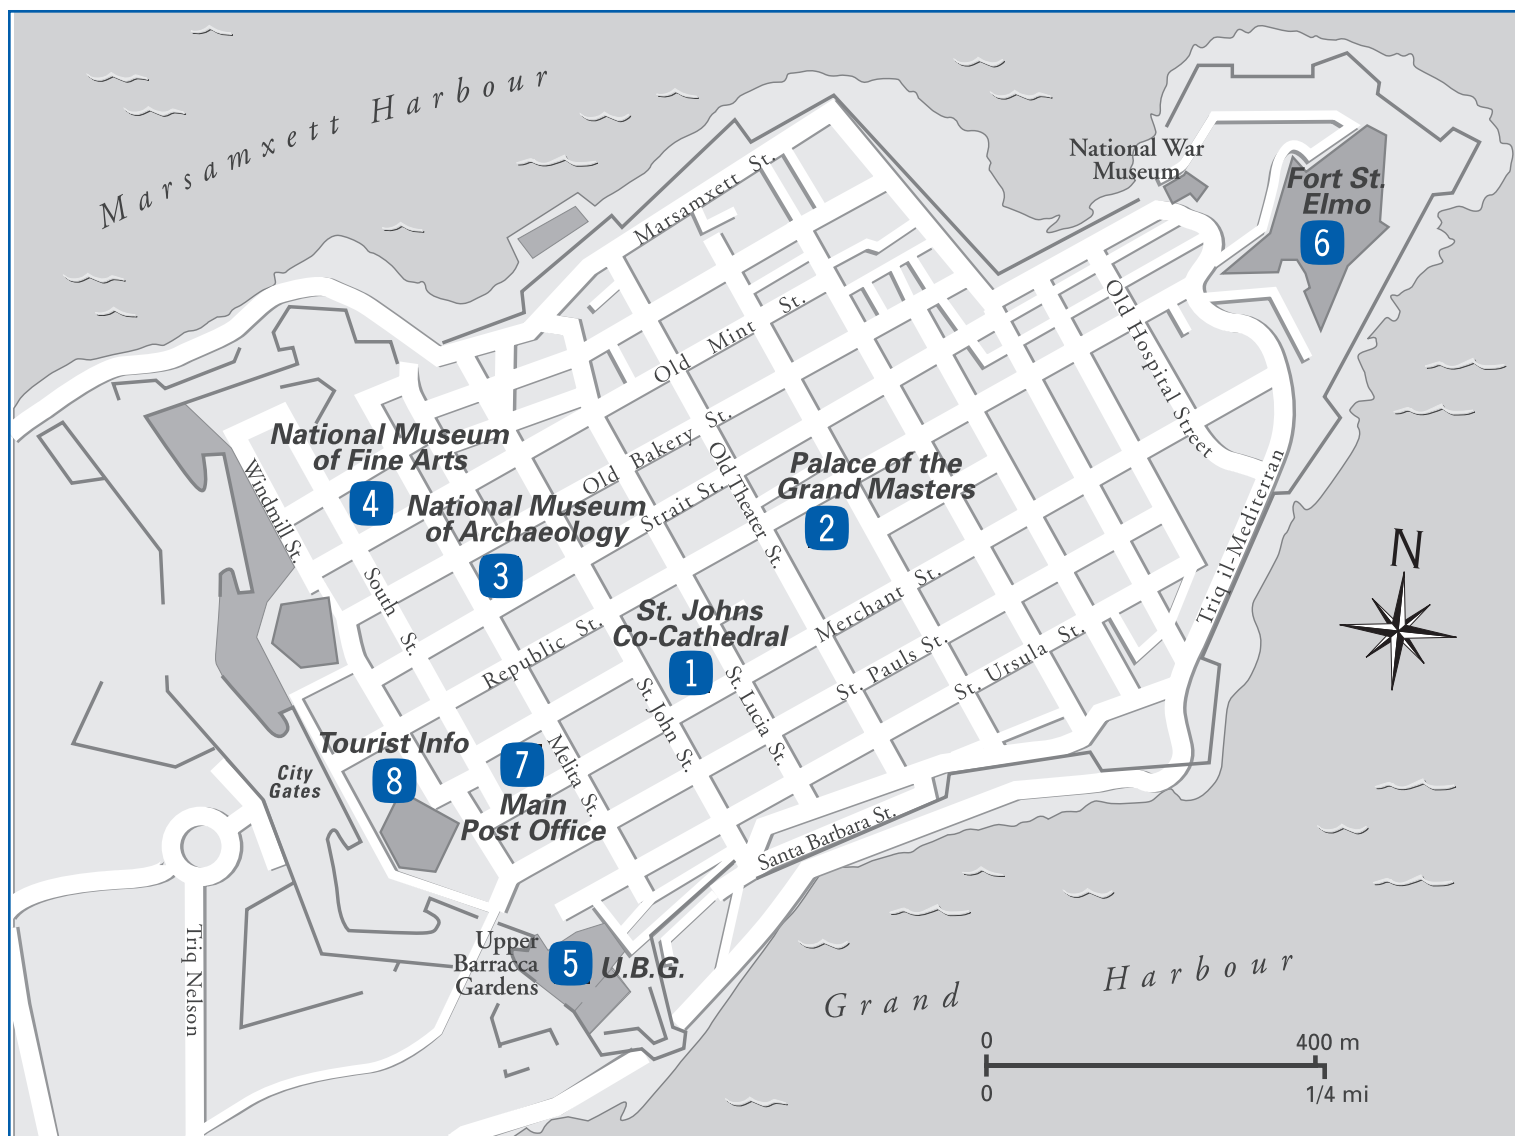 Marsamxett Harbour
National War
Museum
Fort St.
Elmo
6
Marsamxett St.
Old Mint St.
Old Hospital Street
National Museum
of Fine Arts
4
Old Bakery St.
Windmill St.
National Museum
of Archaeology
3
Strait St.
Old Theater St.
Palace of the
Grand Masters
2
Triq il-Mediterran
N
South St.
Republic St.
St. Johns
Co-Cathedral
1
Merchant St.
St. Pauls St.
St. Ursula St.
St. John St.
St. Lucia St.
Tourist Info
8
City
Gates
7
Main
Post Office
Melita St.
Santa Barbara St.
Triq Nelson
Upper
Barracca
Gardens
5
U.B.G.
Grand Harbour
0 400 m
0 1/4 mi